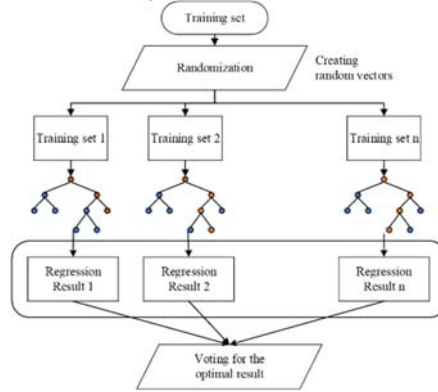 Training set
Randomization
Creating
random vectors
Training set 1
Training set 2
Training set n
Regression
Result 1
Regression
Result 2
Regression
Result n
Voting for the
optimal result